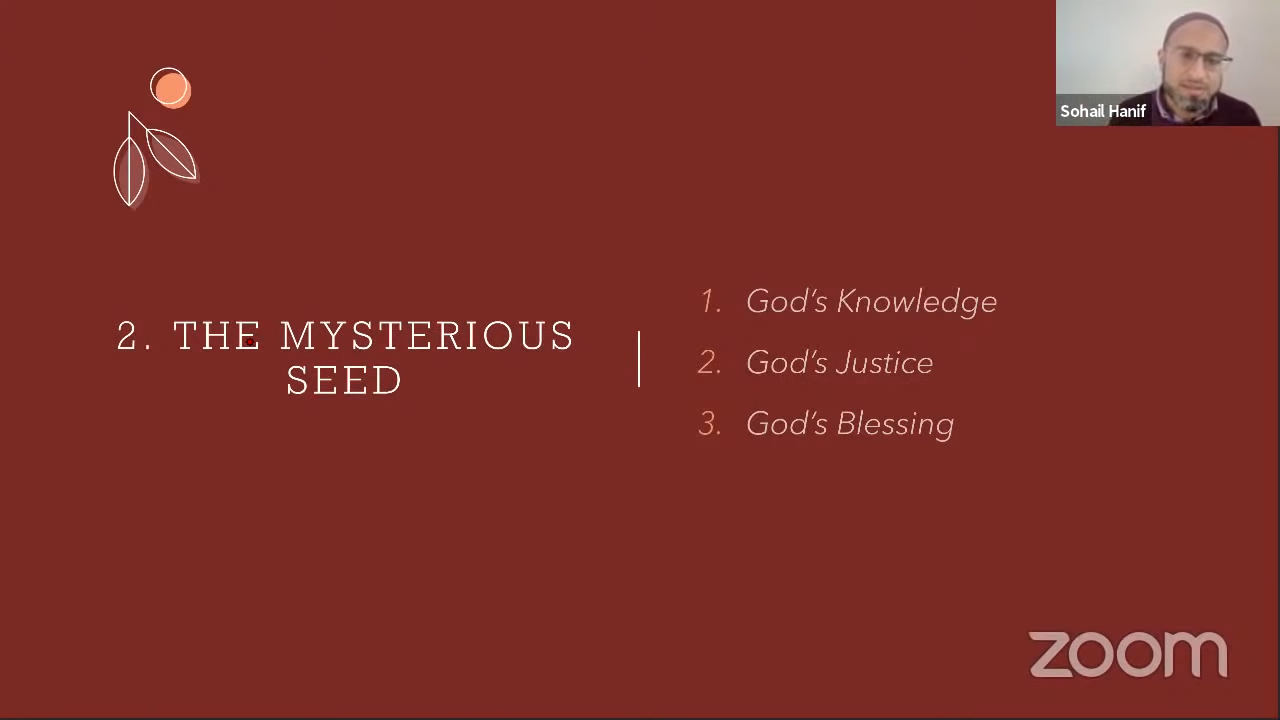 Sohail Hanif
2. THE MYSTERIOUS
SEED
1. God's Knowledge
2. God's Justice
3. God's Blessing
zoom